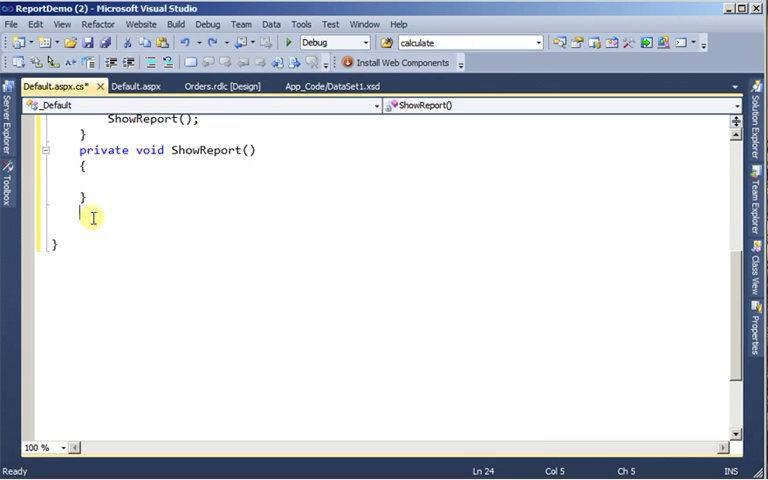 ReportDemo (2) - Microsoft Visual Studio
File Edit View Refactor Website Build Debug Team Data Tools Test Window Help
Debug calculate
Install Web Components
Default.aspx.cs* Default.aspx Orders.rdlc [Design] App_Code/DataSet1.xsd
_Default ShowReport()
ShowReport();
}
private void ShowReport()
{
}
}
100 %
Ready Ln 24 Col 5 Ch 5 INS
Server Explorer
Toolbox
Solution Explorer
Team Explorer
Class View
Properties